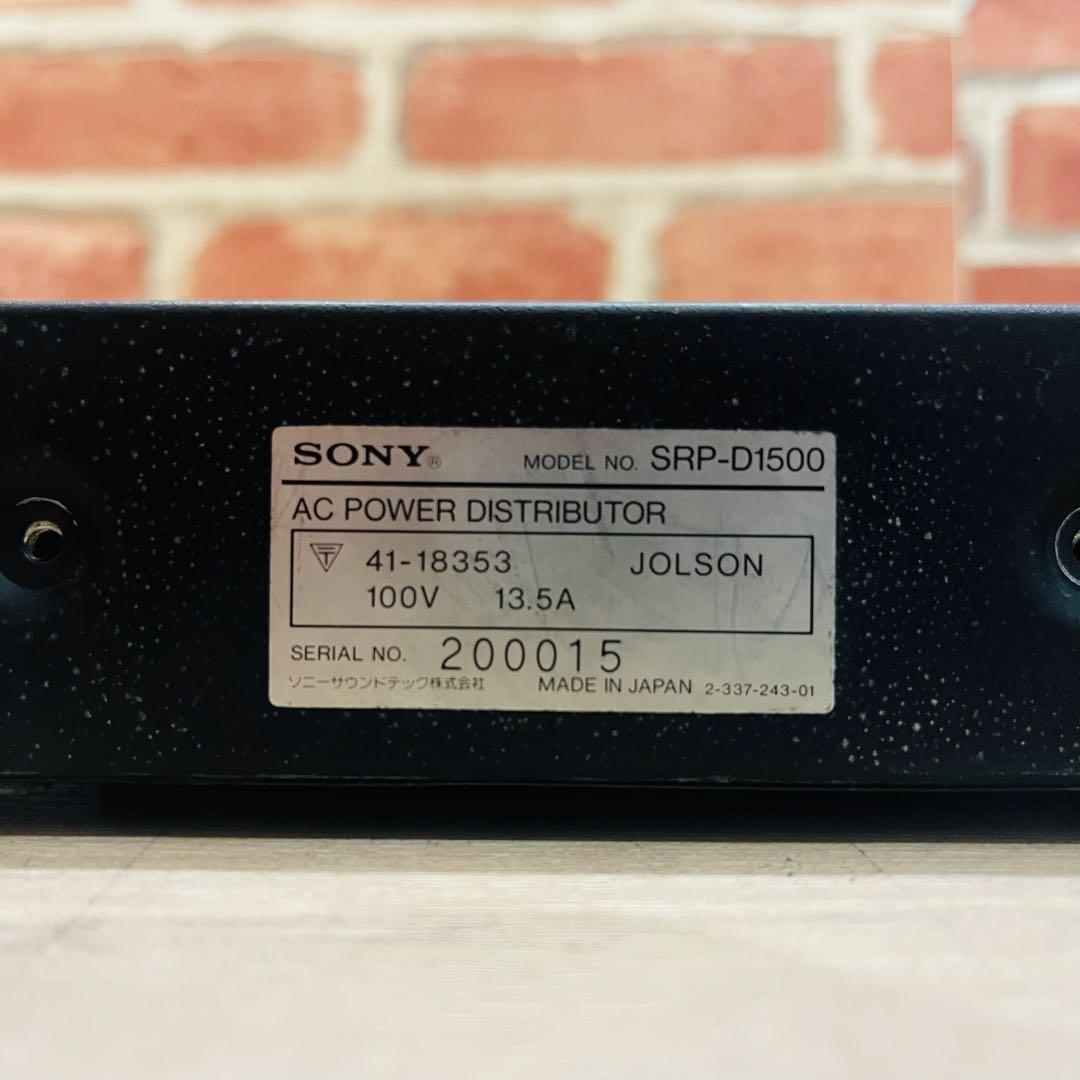 SONY® MODEL NO. SRP-D1500
AC POWER DISTRIBUTOR
T 41-18353 JOLSON
100V 13.5A
SERIAL NO. 200015
ソニーサウンドテック株式会社 MADE IN JAPAN 2-337-243-01